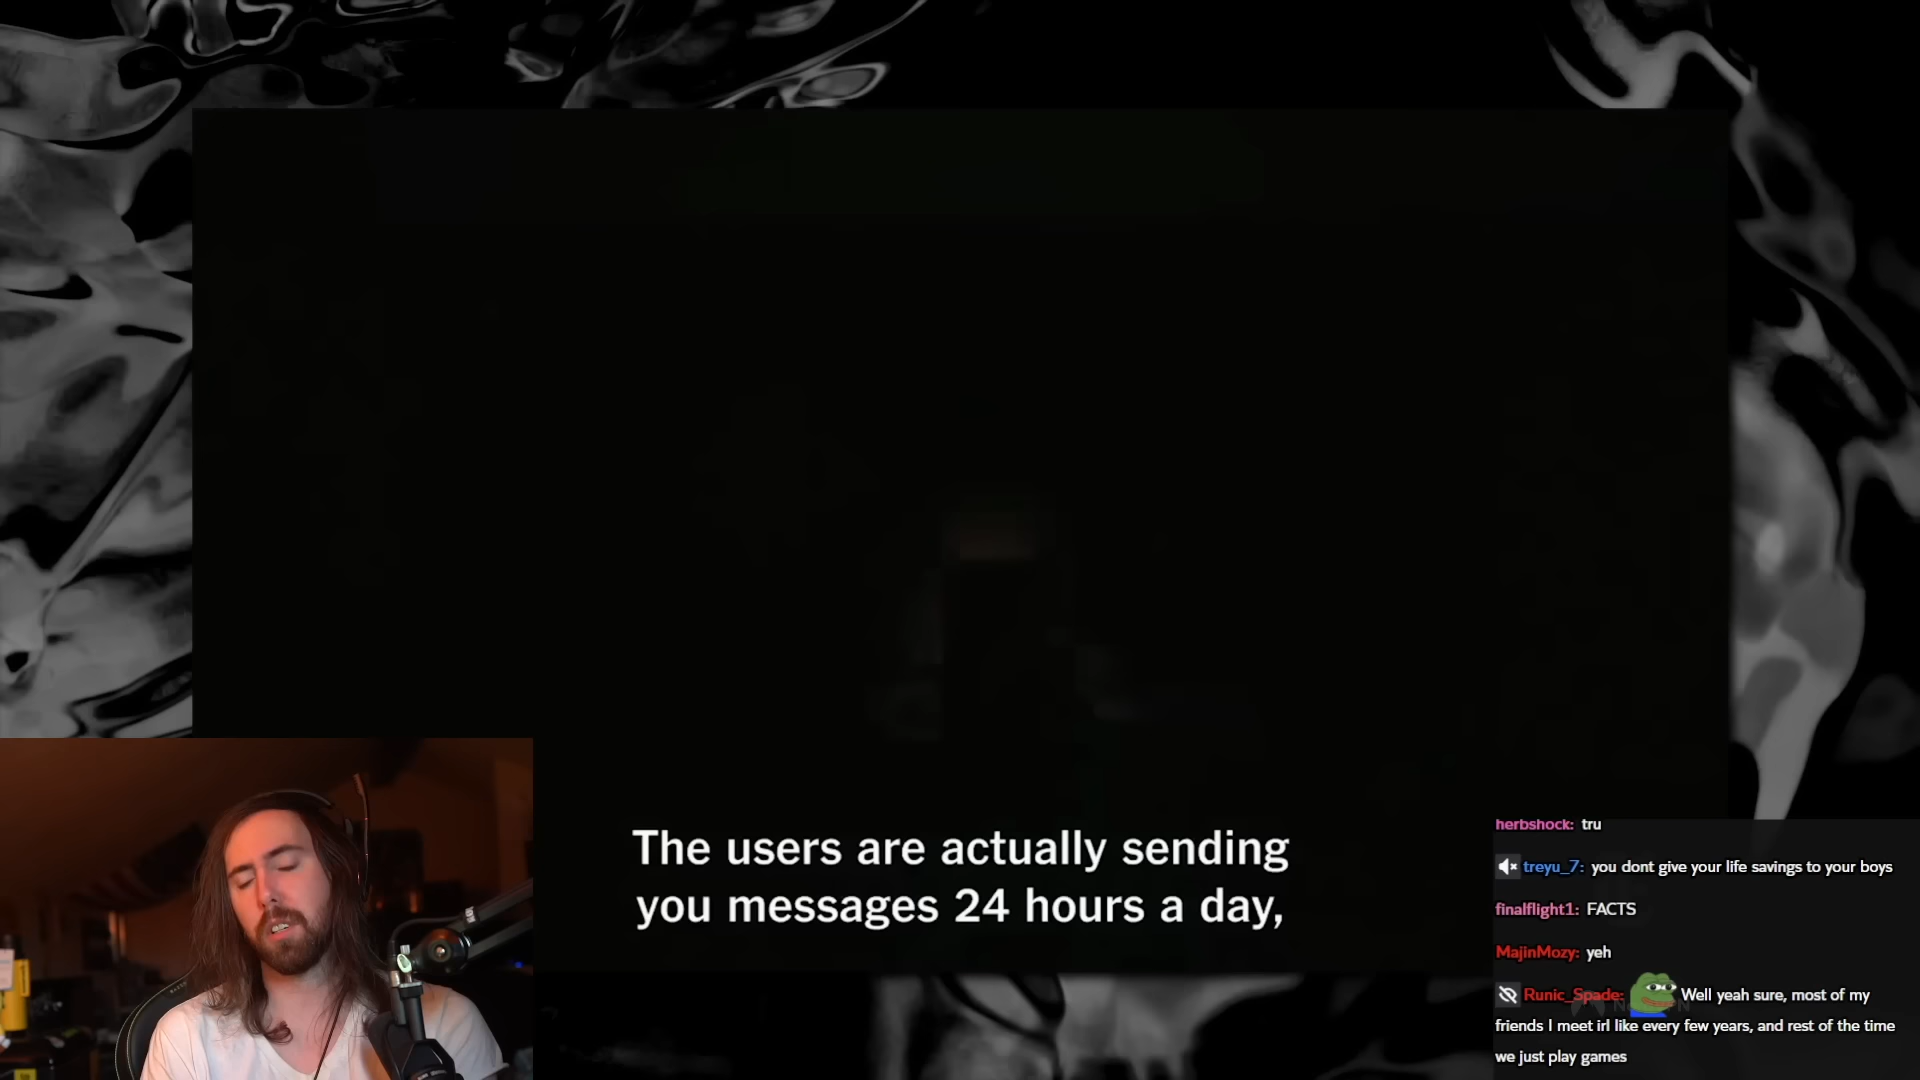 The users are actually sending
you messages 24 hours a day,
herbshock: tru
treyu_7: you dont give your life savings to your boys
finalflight1: FACTS
MajinMozy: yeh
Runic_Spade: Well yeah sure, most of my
friends I meet irl like every few years, and rest of the time
we just play games